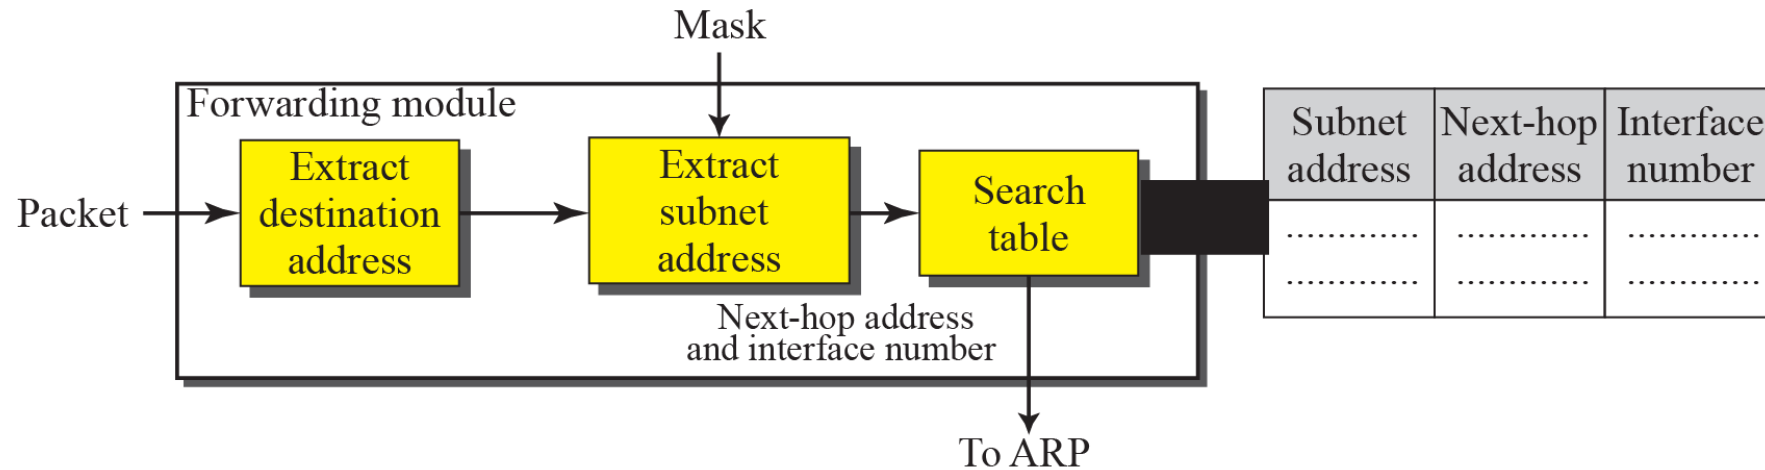 Mask
Forwarding module
Packet
Extract
destination
address
Extract
subnet
address
Search
table
Next-hop address
and interface number
To ARP
Subnet
address
Next-hop
address
Interface
number
.............
.............
.............
.............
.............
.............